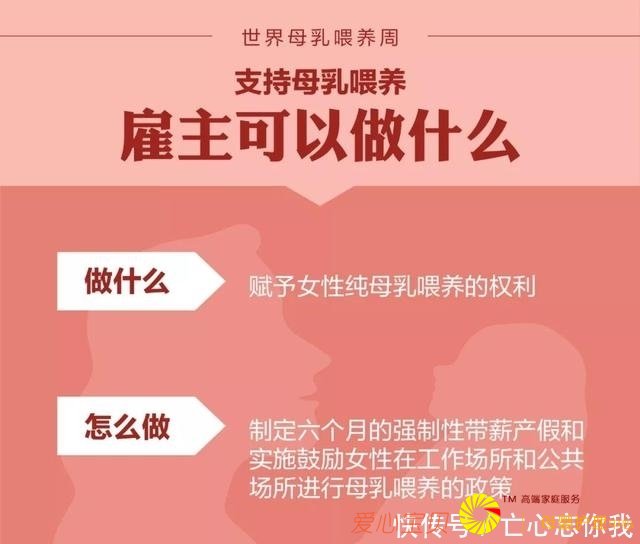 世界母乳喂养周
支持母乳喂养
雇主可以做什么
做什么
赋予女性纯母乳喂养的权利
怎么做
制定六个月的强制性带薪产假和
实施鼓励女性在工作场所和公共
场所进行母乳喂养的政策
TM 高端家庭服务
爱心宝贝
快传号 亡心忘你我